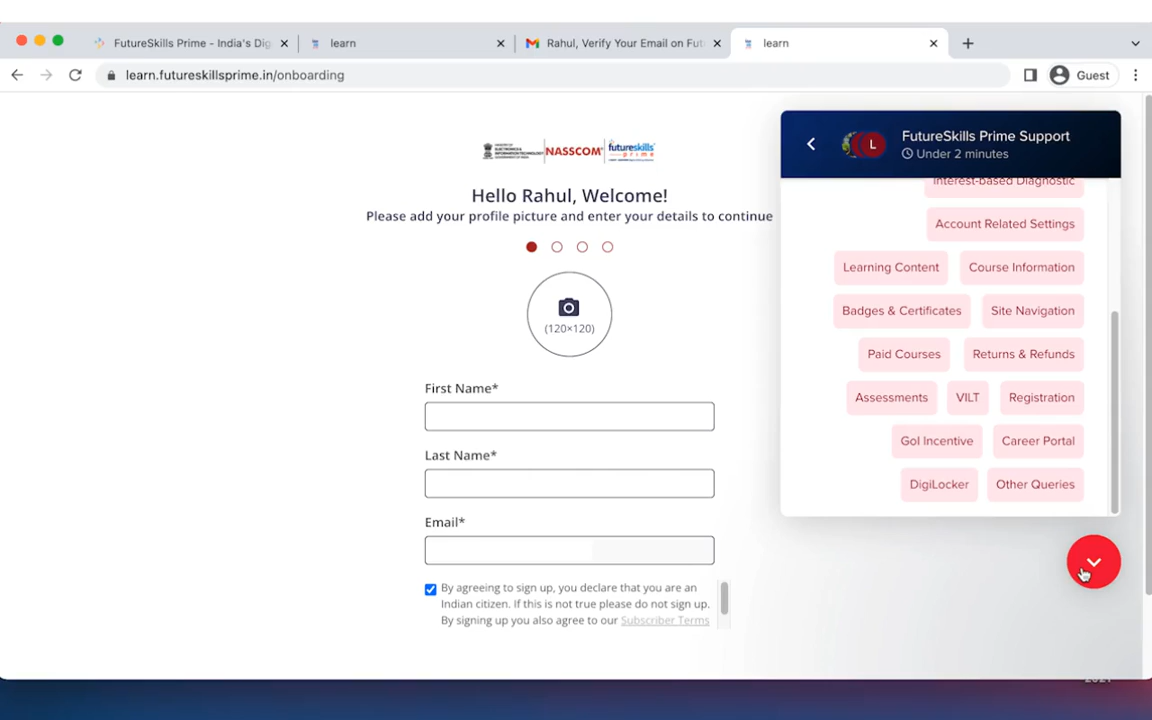 FutureSkills Prime - India's Dig
learn
Rahul, Verify Your Email on Fut
learn
learn.futureskillsprime.in/onboarding
Guest
NASSCOM
futureskills
prime
Hello Rahul, Welcome!
Please add your profile picture and enter your details to continue
(120×120)
First Name*
Last Name*
Email*
By agreeing to sign up, you declare that you are an
Indian citizen. If this is not true please do not sign up.
By signing up you also agree to our Subscriber Terms
L
FutureSkills Prime Support
Under 2 minutes
Interest-based Diagnostic
Account Related Settings
Learning Content
Course Information
Badges & Certificates
Site Navigation
Paid Courses
Returns & Refunds
Assessments
VILT
Registration
GoI Incentive
Career Portal
DigiLocker
Other Queries